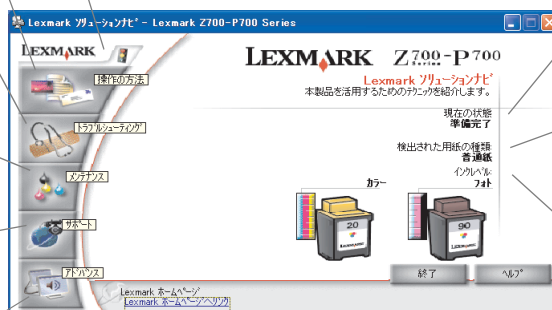 Lexmark ソリューションナビ - Lexmark Z700-P700 Series
LEXMARK
LEXMARK Z700-P700
Lexmark ソリューションナビ
本製品を活用するためのテクニックを紹介します。
操作の方法
トラブルシューティング
メンテナンス
サポート
アドバンス
現在の状態
準備完了
検出された用紙の種類:
普通紙
インクレベル:
カラー
フォト
20
LEXMARK
90
LEXMARK
終了
ヘルプ
Lexmark ホームページ
Lexmark ホームページへリンク